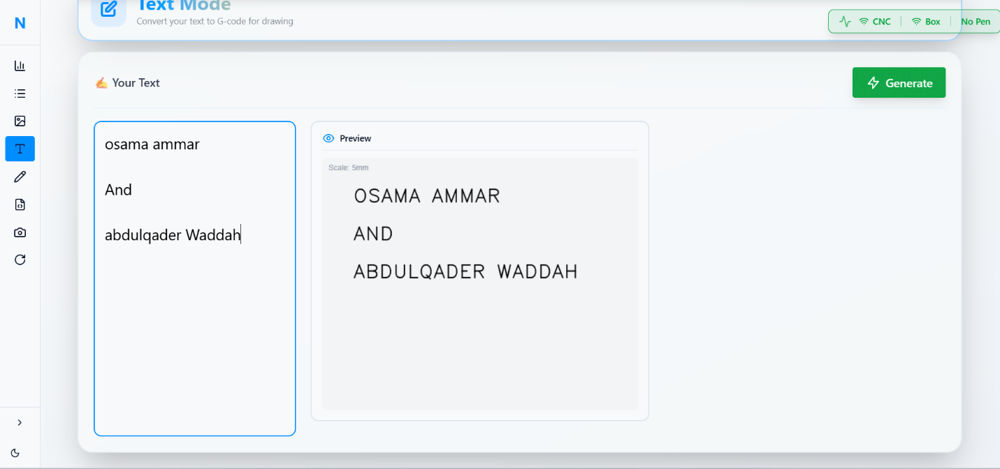 N
Text Mode
Convert your text to G-code for drawing
CNC | Box | No Pen
✍️ Your Text
Generate
osama ammar
And
abdulqader Waddah
Preview
Scale: 5mm
OSAMA AMMAR
AND
ABDULQADER WADDAH